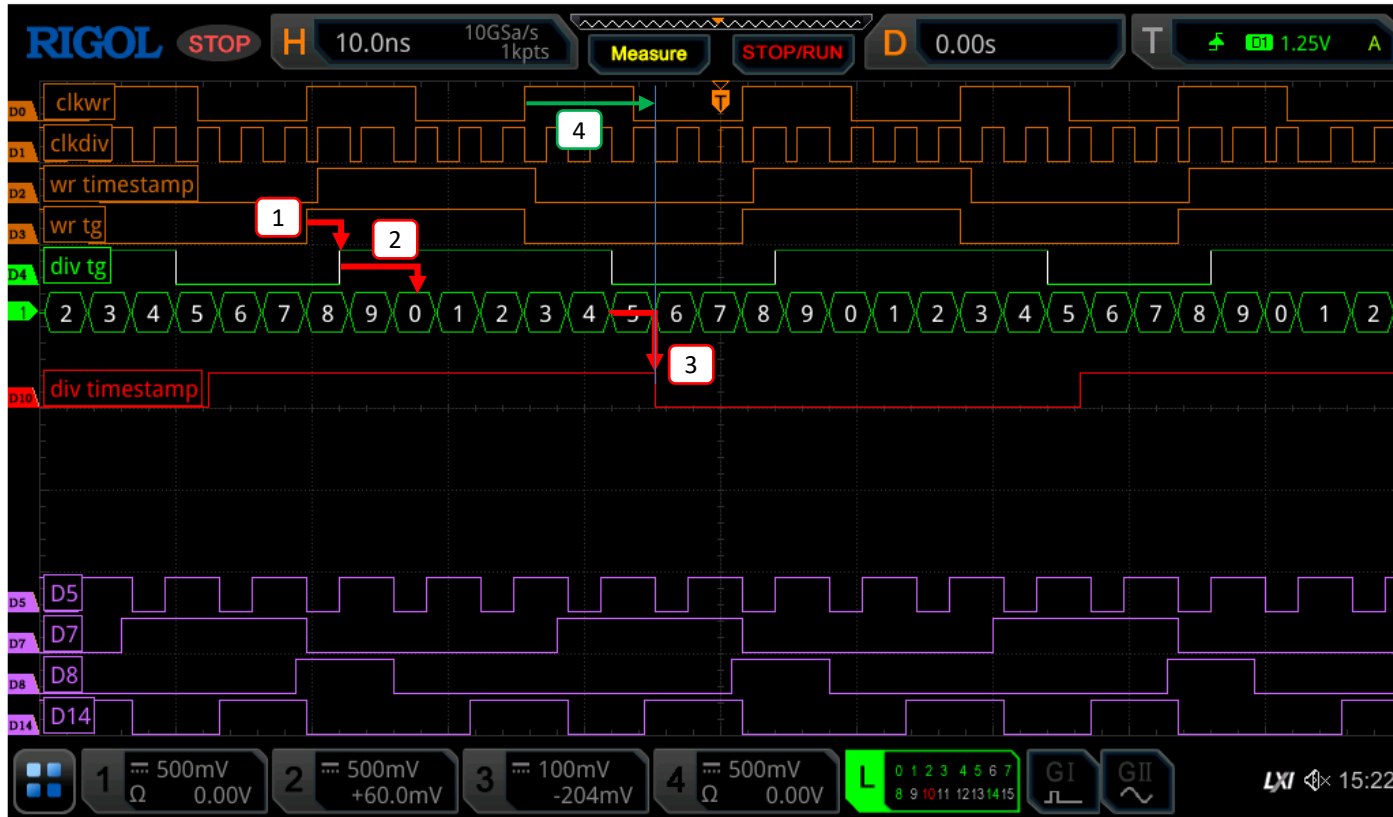 RIGOL STOP H 10.0ns 10GSa/s 1kpts Measure STOP/RUN D 0.00s T D1 1.25V A
T
D0 clkwr
4
D1 clkdiv
D2 wr timestamp
1
D3 wr tg
2
D4 div tg
1 2 3 4 5 6 7 8 9 0 1 2 3 4 5 6 7 8 9 0 1 2 3 4 5 6 7 8 9 0 1 2
3
D10 div timestamp
D5 D5
D7 D7
D8 D8
D14 D14
1 500mV Ω 0.00V 2 500mV +60.0mV 3 100mV -204mV 4 500mV Ω 0.00V L 0 1 2 3 4 5 6 7 8 9 10 11 12 13 14 15 GI GII LXI 15:22